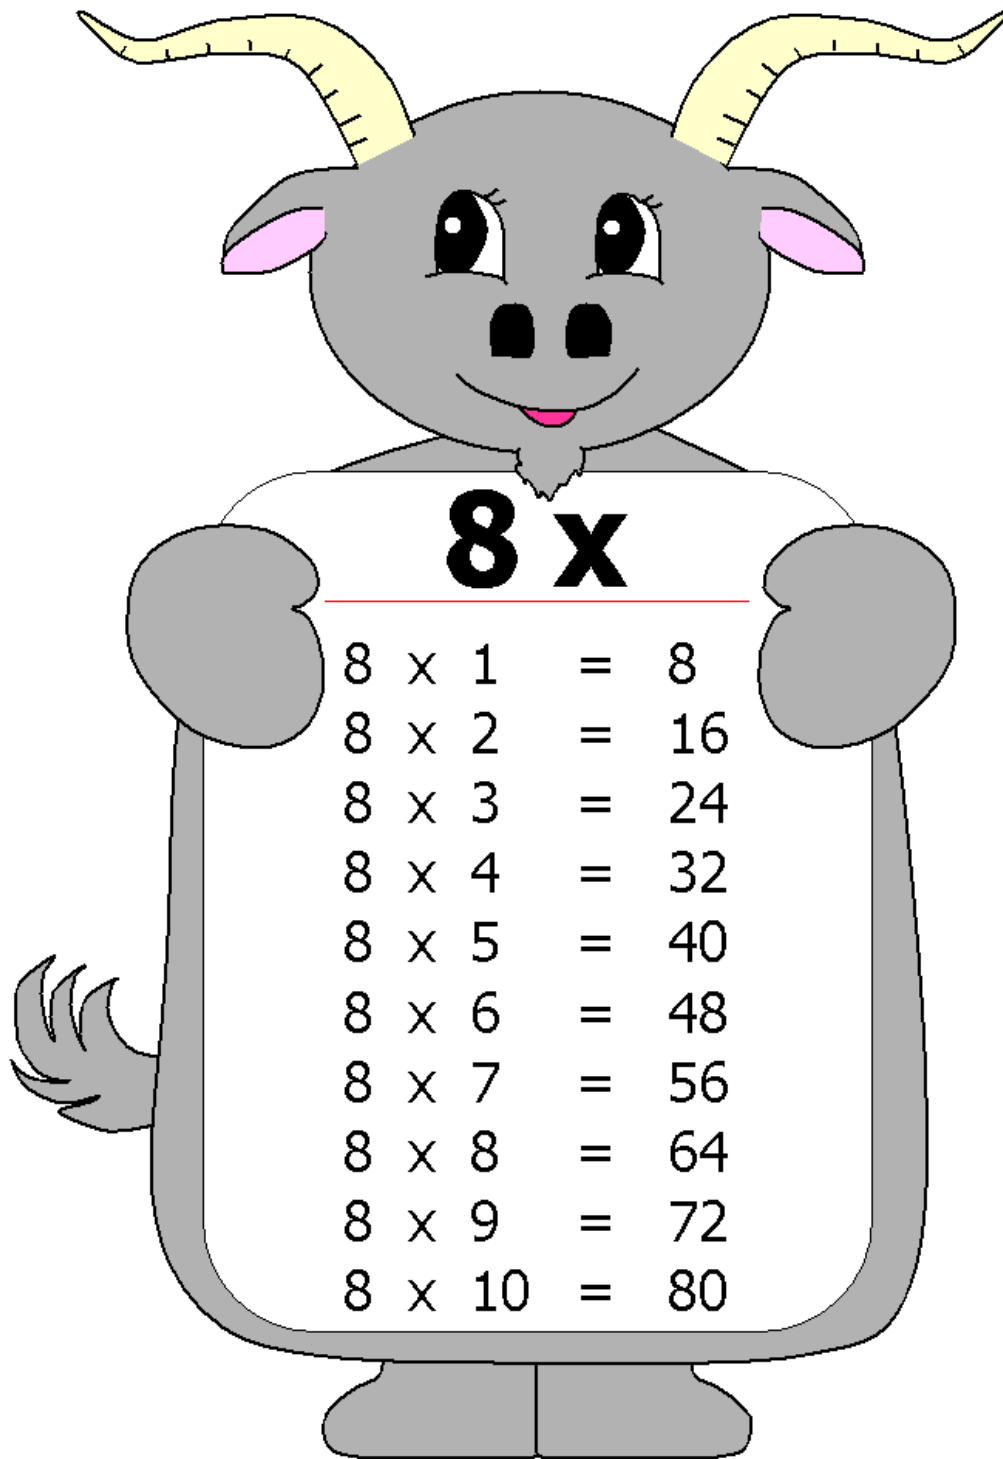 8 x
8 x 1 = 8
8 x 2 = 16
8 x 3 = 24
8 x 4 = 32
8 x 5 = 40
8 x 6 = 48
8 x 7 = 56
8 x 8 = 64
8 x 9 = 72
8 x 10 = 80